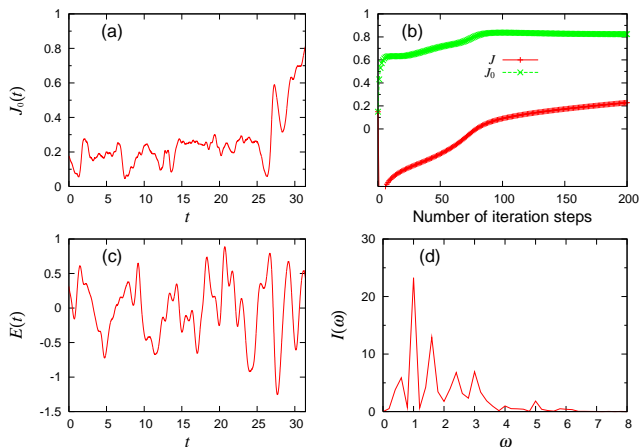 (a)
J₀(t)
1
0.8
0.6
0.4
0.2
0
0 5 10 15 20 25 30
t
(b)
J
J₀
1
0.8
0.6
0.4
0.2
0
0 50 100 150 200
Number of iteration steps
(c)
E(t)
1
0.5
0
-0.5
-1
-1.5
0 5 10 15 20 25 30
t
(d)
I(ω)
30
20
10
0
0 1 2 3 4 5 6 7 8
ω